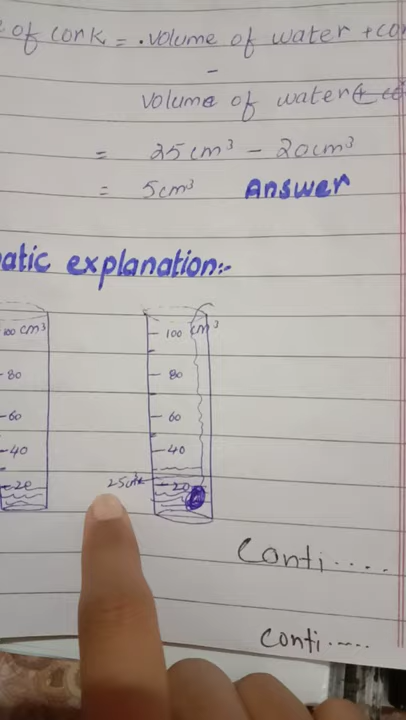 of cork = . volume of water + cor
-
volume of water
= 25cm³ - 20cm³
= 5cm³ Answer
atic explanation:-
100 cm³
100 cm³
80
80
60
60
40
40
20
25cm³
20
Conti.....
conti.....